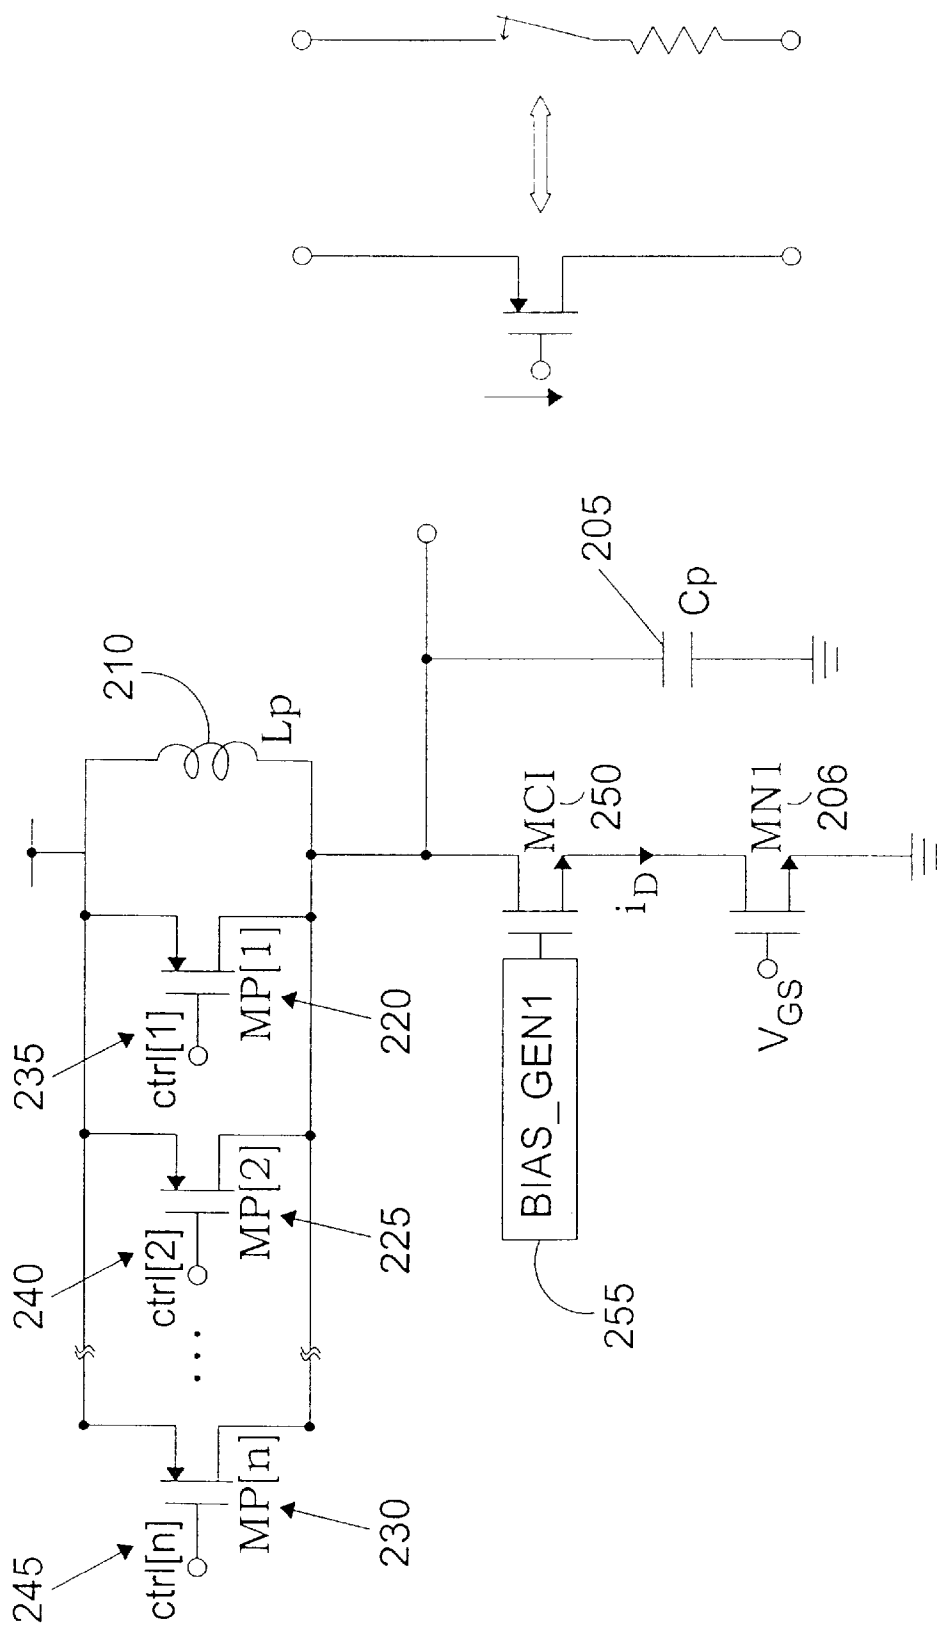 210
Lp
235
ctrl[1]
MP[1]
220
240
ctrl[2]
MP[2]
225
...
245
ctrl[n]
MP[n]
230
205
Cp
MCI
250
iD
MN1
206
VGS
BIAS_GEN1
255